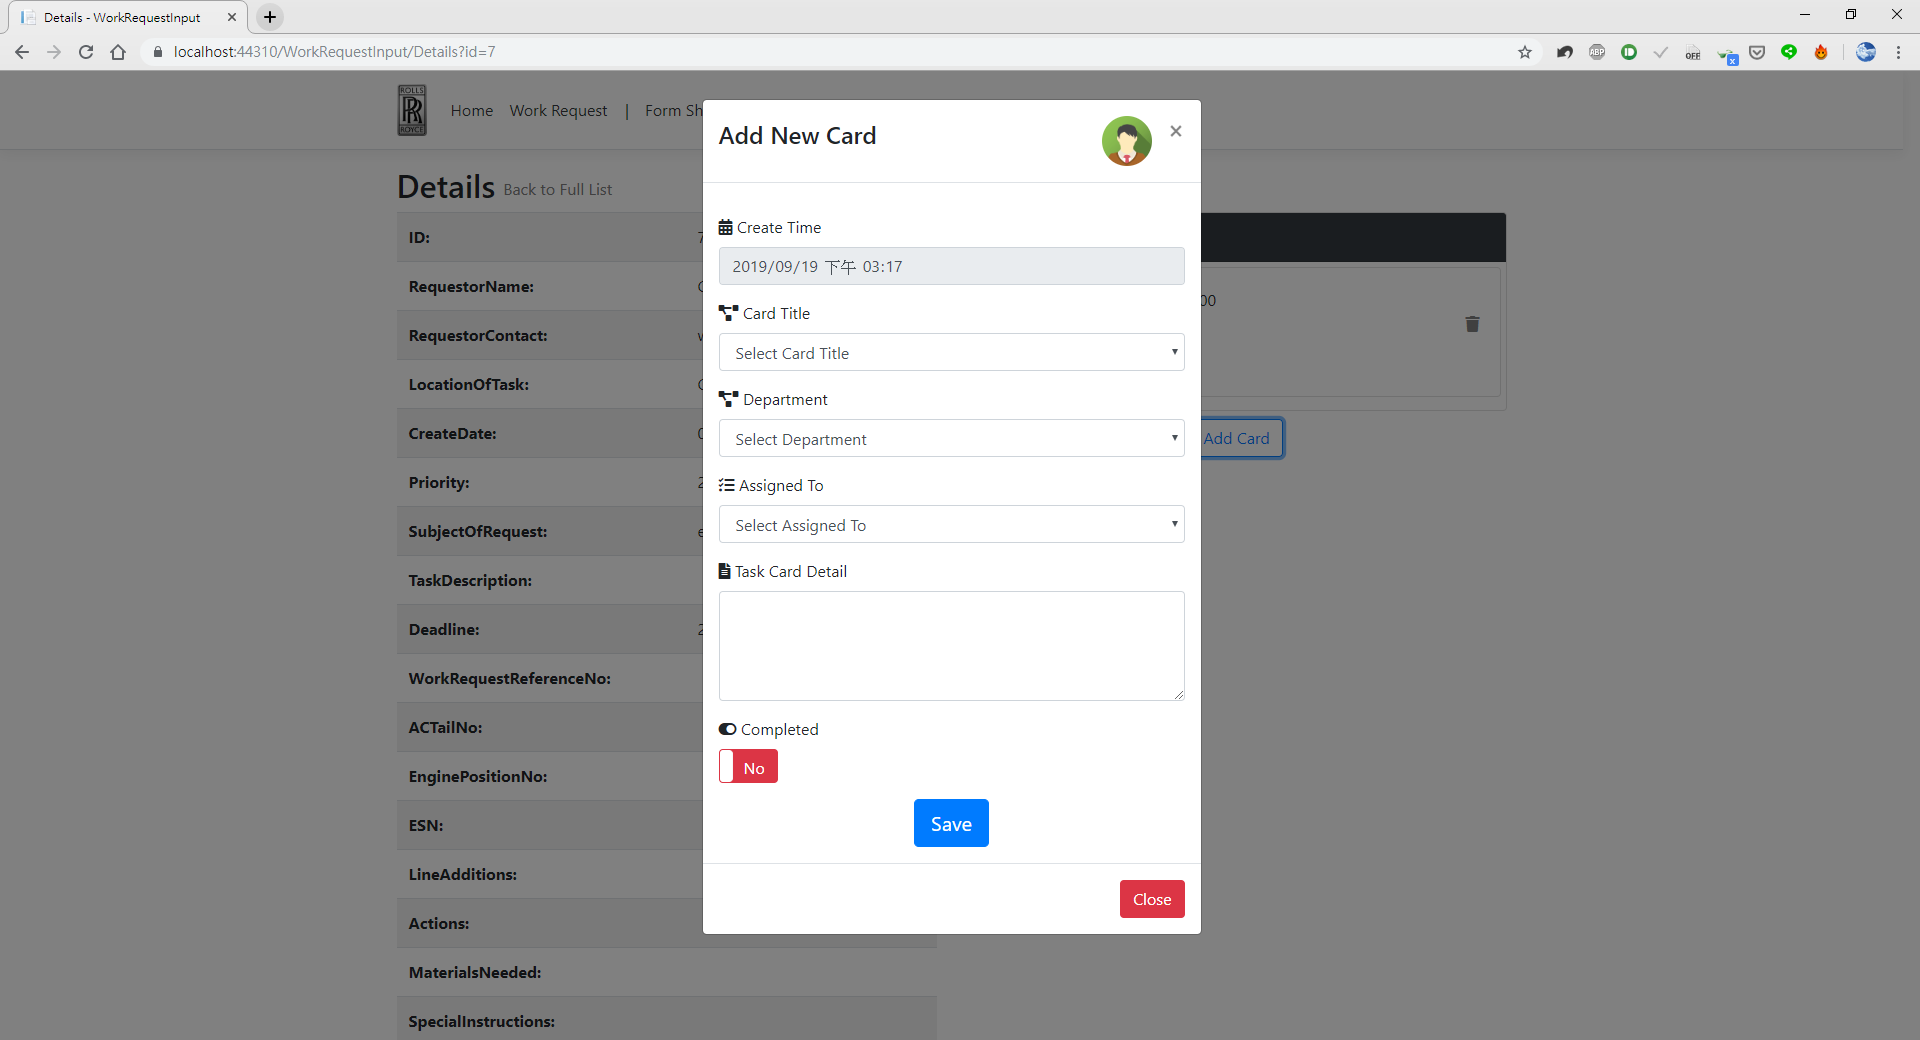 Details - WorkRequestInput
localhost:44310/WorkRequestInput/Details?id=7
ABP
OFF
x
ROLLS
RR
ROYCE
Home
Work Request
|
Form Sh
Add New Card
Details Back to Full List
Create Time
2019/09/19 下午 03:17
Card Title
Select Card Title
Department
Select Department
Assigned To
Select Assigned To
Task Card Detail
Completed
No
Save
Close
ID:
RequestorName:
RequestorContact:
LocationOfTask:
CreateDate:
Priority:
SubjectOfRequest:
TaskDescription:
Deadline:
WorkRequestReferenceNo:
ACTailNo:
EnginePositionNo:
ESN:
LineAdditions:
Actions:
MaterialsNeeded:
SpecialInstructions:
00
Add Card